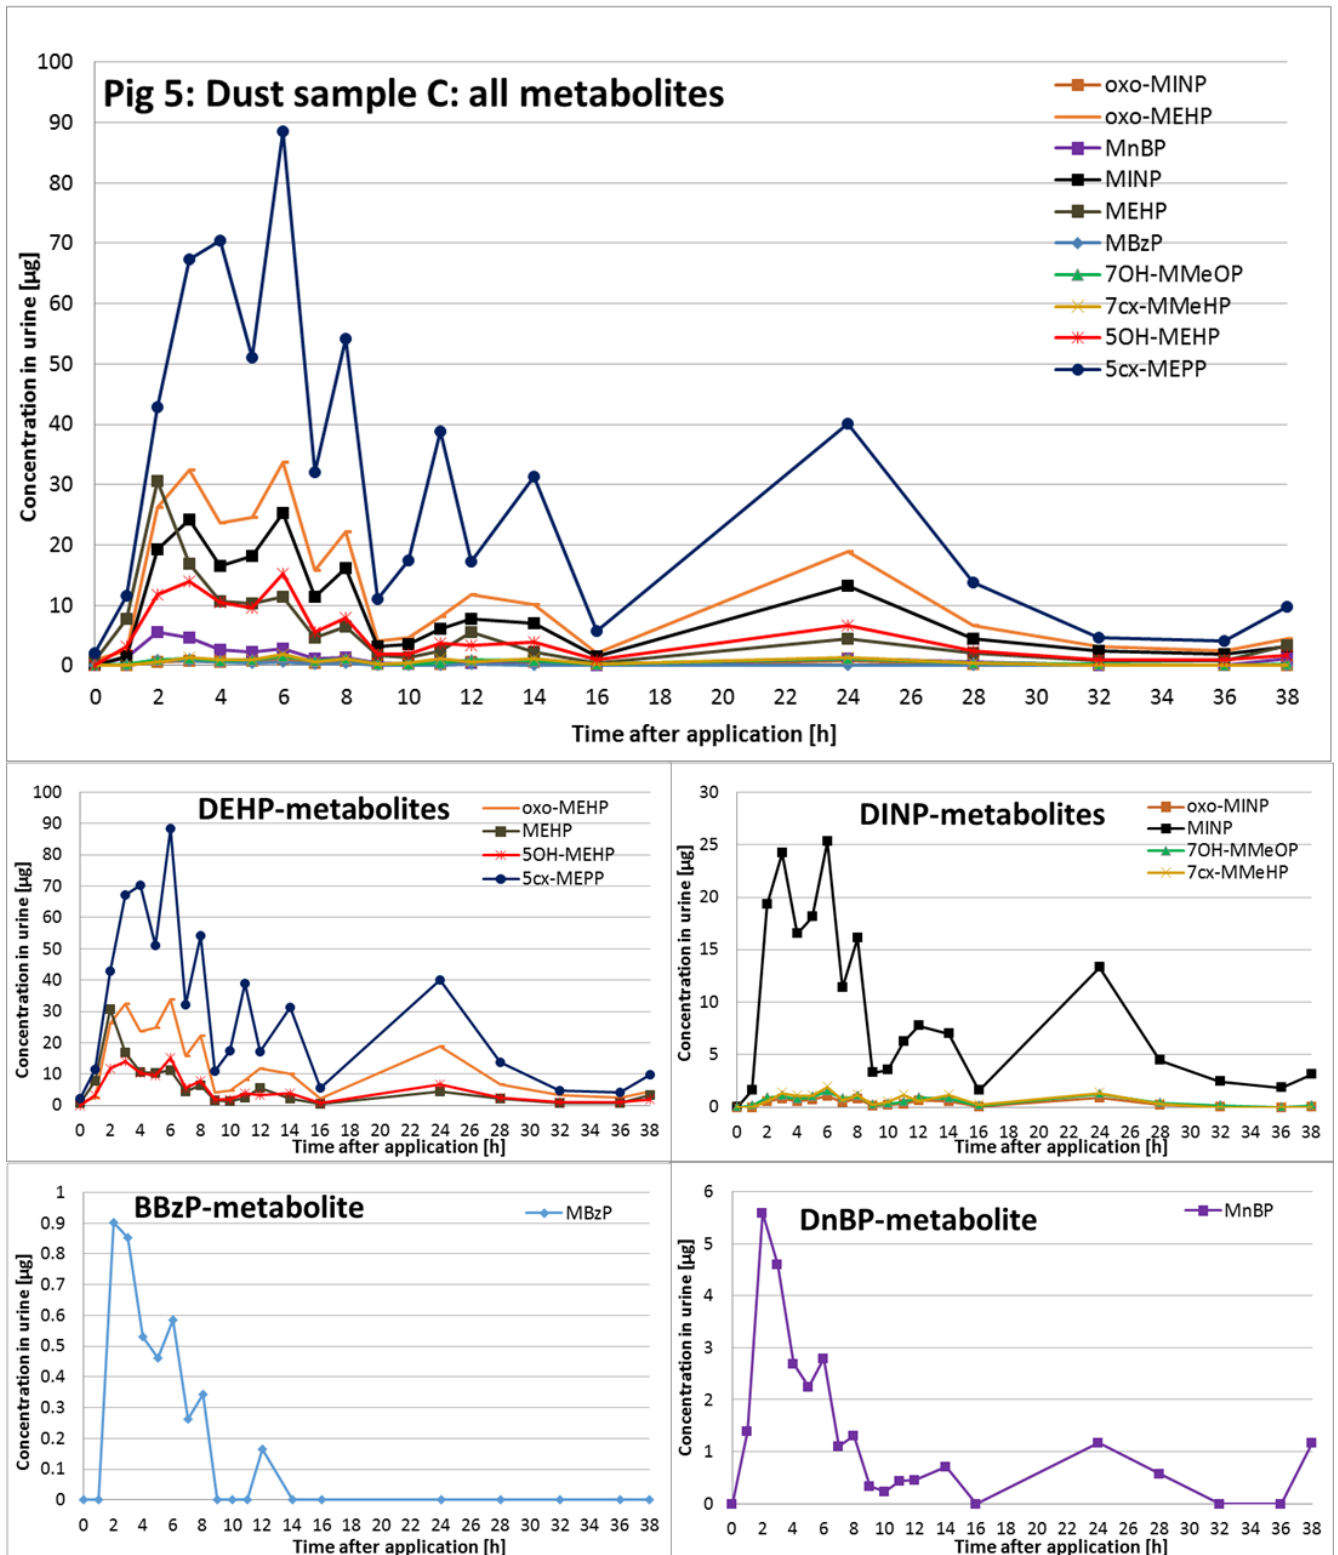 Pig 5: Dust sample C: all metabolites
Concentration in urine [µg]
100
90
80
70
60
50
40
30
20
10
0
0 2 4 6 8 10 12 14 16 18 20 22 24 26 28 30 32 34 36 38
Time after application [h]
oxo-MINP
oxo-MEHP
MnBP
MINP
MEHP
MBzP
7OH-MMeOP
7cx-MMeHP
5OH-MEHP
5cx-MEPP
DEHP-metabolites
Concentration in urine [µg]
100
90
80
70
60
50
40
30
20
10
0
0 2 4 6 8 10 12 14 16 18 20 22 24 26 28 30 32 34 36 38
Time after application [h]
oxo-MEHP
MEHP
5OH-MEHP
5cx-MEPP
DINP-metabolites
Concentration in urine [µg]
30
25
20
15
10
5
0
0 2 4 6 8 10 12 14 16 18 20 22 24 26 28 30 32 34 36 38
Time after application [h]
oxo-MINP
MINP
7OH-MMeOP
7cx-MMeHP
BBzP-metabolite
Concentration in urine [µg]
1
0.9
0.8
0.7
0.6
0.5
0.4
0.3
0.2
0.1
0
0 2 4 6 8 10 12 14 16 18 20 22 24 26 28 30 32 34 36 38
Time after application [h]
MBzP
DnBP-metabolite
Concentration in urine [µg]
6
5
4
3
2
1
0
0 2 4 6 8 10 12 14 16 18 20 22 24 26 28 30 32 34 36 38
Time after application [h]
MnBP